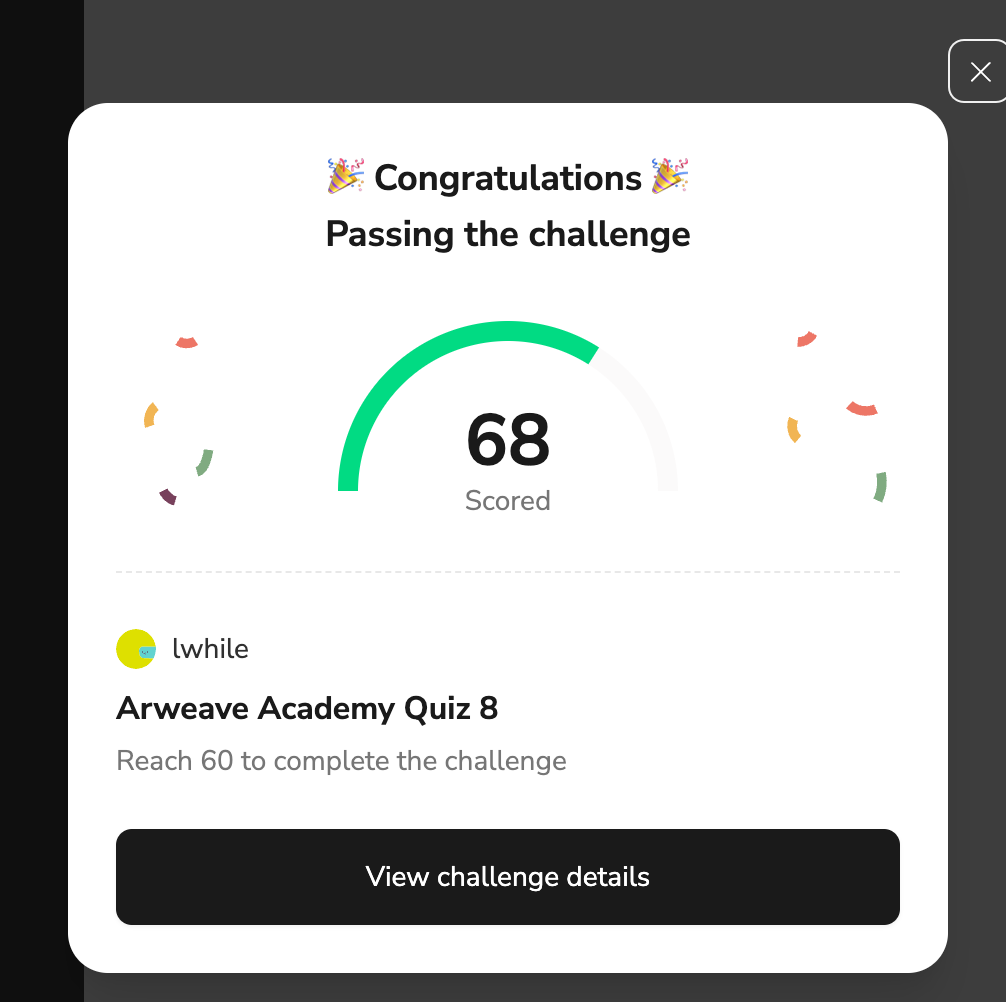 🎉 Congratulations 🎉
Passing the challenge
68
Scored
lwhile
Arweave Academy Quiz 8
Reach 60 to complete the challenge
View challenge details